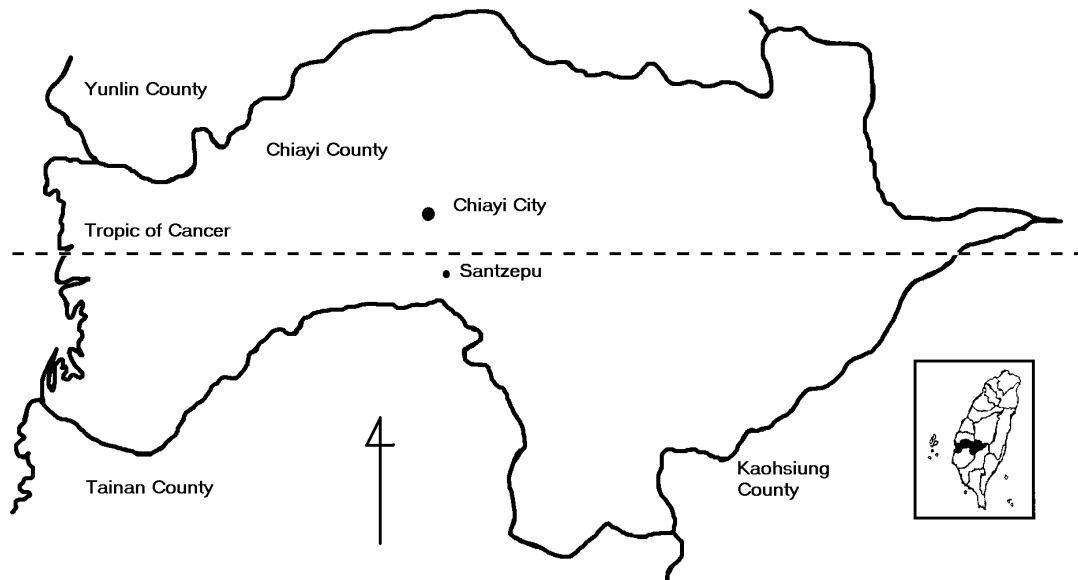 Yunlin County
Chiayi County
Chiayi City
Tropic of Cancer
Santzepu
Tainan County
Kaohsiung
County